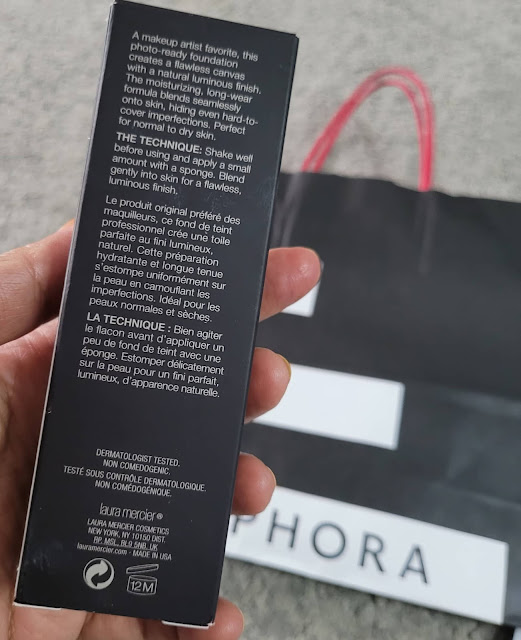 A makeup artist favorite, this
photo-ready foundation
creates a flawless canvas
with a natural luminous finish.
The moisturizing, long-wear
formula blends seamlessly
onto skin, hiding even hard-to-
cover imperfections. Perfect
for normal to dry skin.
THE TECHNIQUE: Shake well
before using and apply a small
amount with a sponge. Blend
gently into skin for a flawless,
luminous finish.
Le produit original préféré des
maquilleurs, ce fond de teint
professionnel crée une toile
parfaite au fini lumineux,
naturel. Cette préparation
hydratante et longue tenue
s'estompe uniformément sur
la peau en camouflant les
imperfections. Idéal pour les
peaux normales et sèches.
LA TECHNIQUE : Bien agiter
le flacon avant d'appliquer un
peu de fond de teint avec une
éponge. Estomper délicatement
sur la peau pour un fini parfait,
lumineux, d'apparence naturelle.
DERMATOLOGIST TESTED.
NON COMEDOGENIC.
TESTÉ SOUS CONTRÔLE DERMATOLOGIQUE.
NON COMÉDOGÉNIQUE.
laura mercier®
LAURA MERCIER COSMETICS
NEW YORK, NY 10150 DIST.
RP. MSL, BL9 5NB, UK
lauramercier.com - MADE IN USA
12M
PHORA